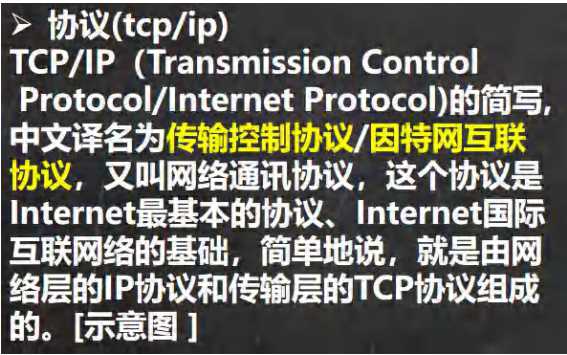 ➢ 协议(tcp/ip)
TCP/IP（Transmission Control
Protocol/Internet Protocol)的简写,
中文译名为传输控制协议/因特网互联
协议，又叫网络通讯协议，这个协议是
Internet最基本的协议、Internet国际
互联网络的基础，简单地说，就是由网
络层的IP协议和传输层的TCP协议组成
的。[示意图 ]